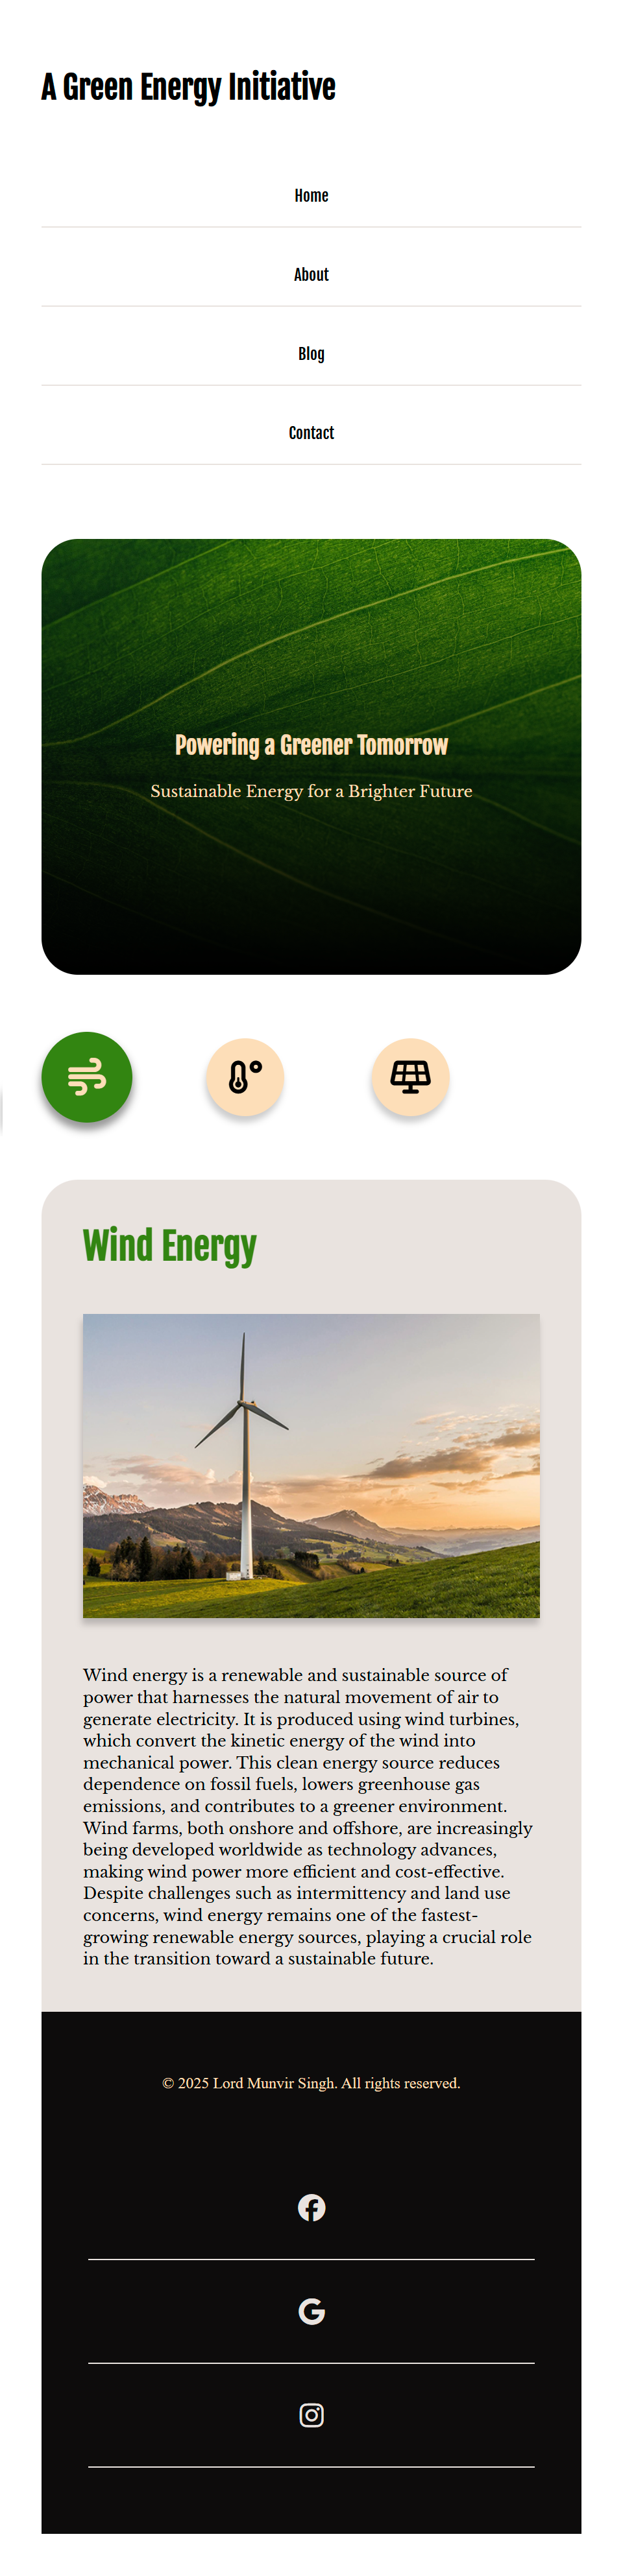 A Green Energy Initiative
Home
About
Blog
Contact
Powering a Greener Tomorrow
Sustainable Energy for a Brighter Future
Wind Energy
Wind energy is a renewable and sustainable source of
power that harnesses the natural movement of air to
generate electricity. It is produced using wind turbines,
which convert the kinetic energy of the wind into
mechanical power. This clean energy source reduces
dependence on fossil fuels, lowers greenhouse gas
emissions, and contributes to a greener environment.
Wind farms, both onshore and offshore, are increasingly
being developed worldwide as technology advances,
making wind power more efficient and cost-effective.
Despite challenges such as intermittency and land use
concerns, wind energy remains one of the fastest-
growing renewable energy sources, playing a crucial role
in the transition toward a sustainable future.
© 2025 Lord Munvir Singh. All rights reserved.